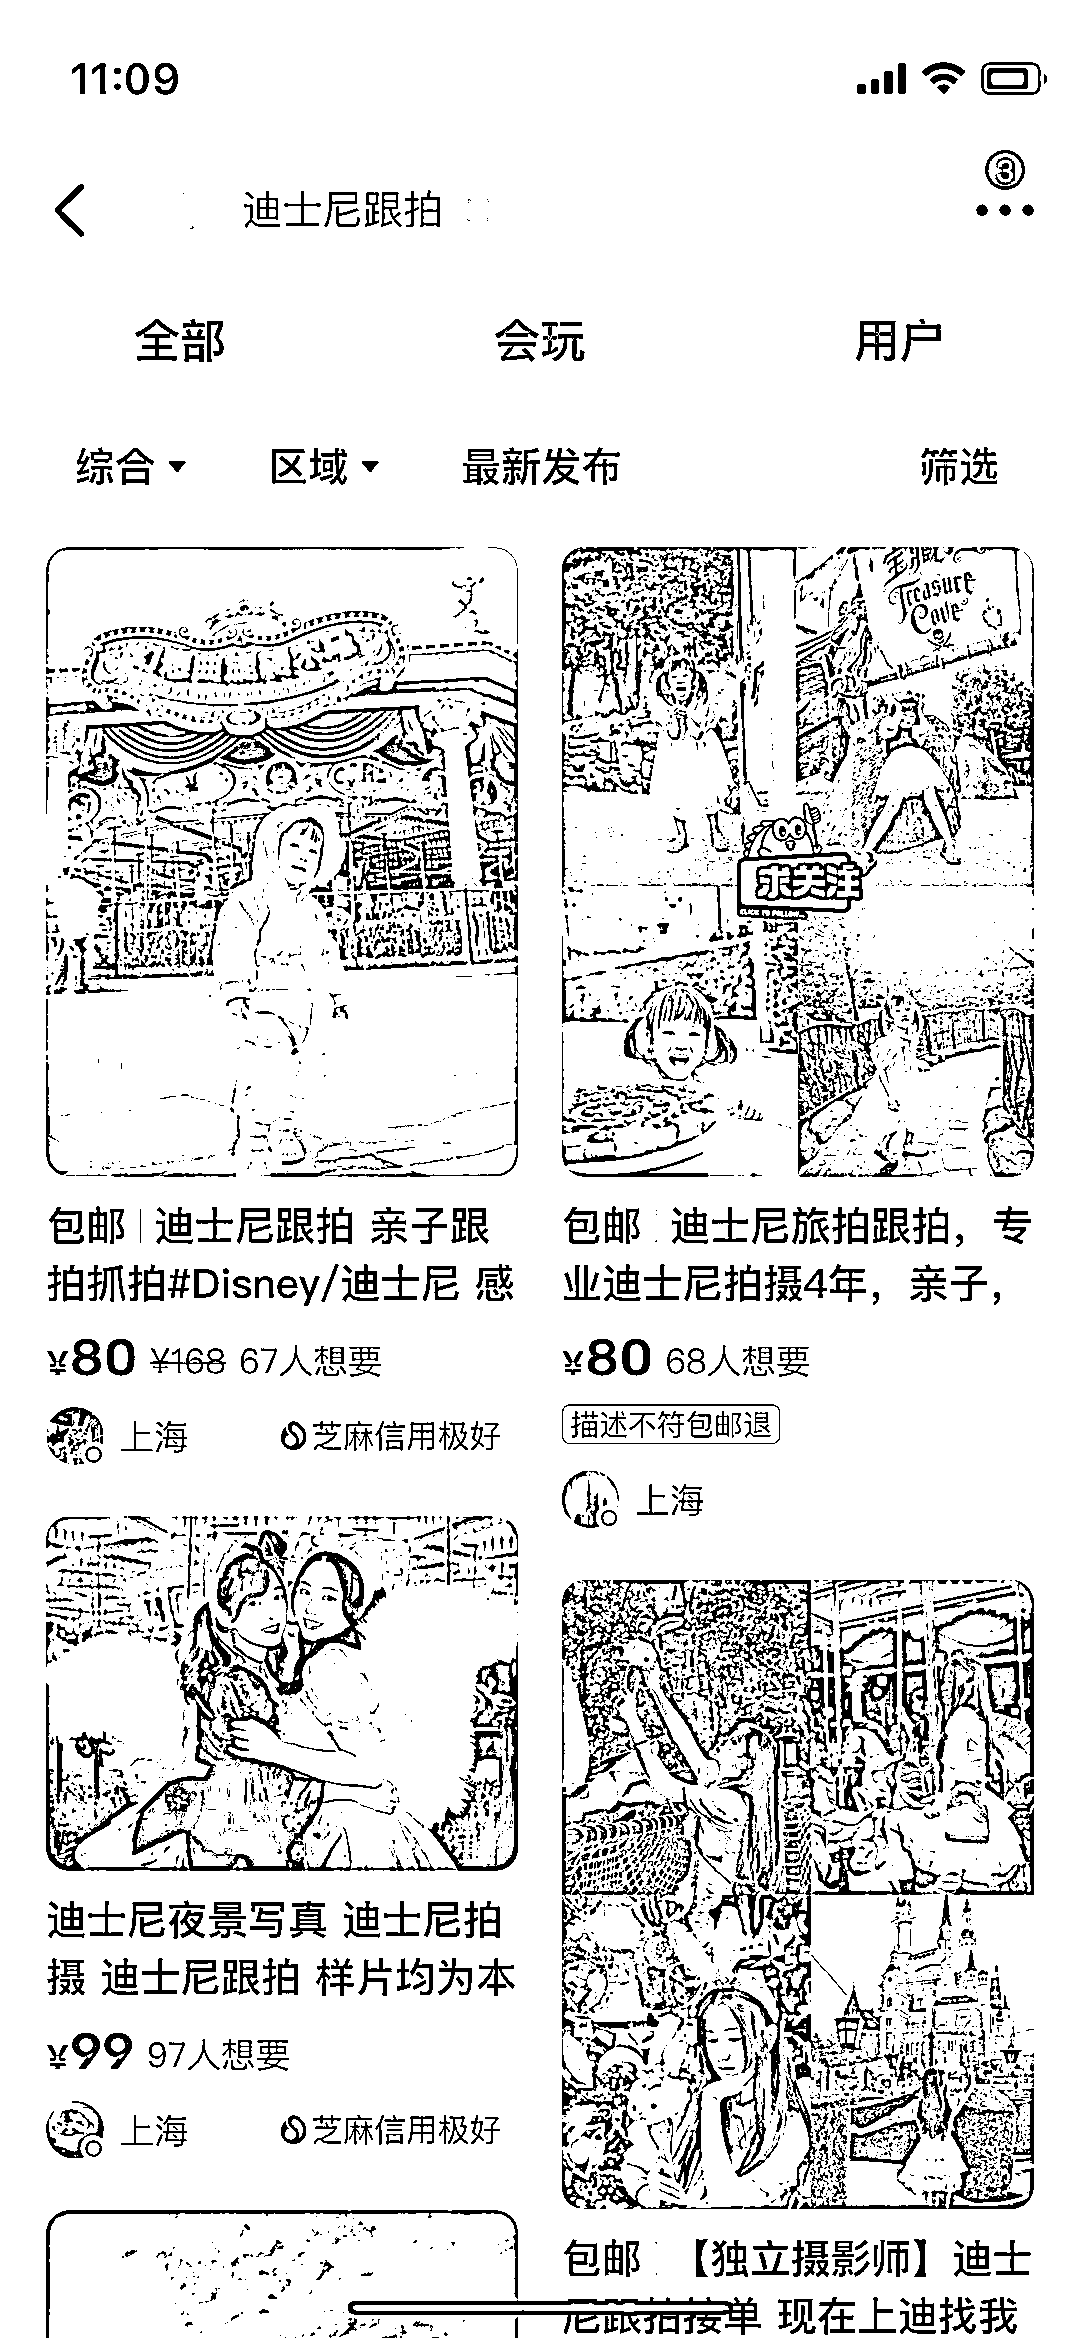 11:09
③
迪士尼跟拍
全部
会玩
用户
综合
区域
最新发布
筛选
Treasure
Cove
求关注
CLICK TO FOLLOW
包邮 迪士尼跟拍 亲子跟
拍抓拍#Disney/迪士尼 感
¥80 ¥168 67人想要
上海
芝麻信用极好
包邮 迪士尼旅拍跟拍，专
业迪士尼拍摄4年，亲子，
¥80 68人想要
描述不符包邮退
上海
迪士尼夜景写真 迪士尼拍
摄 迪士尼跟拍 样片均为本
¥99 97人想要
上海
芝麻信用极好
包邮 【独立摄影师】迪士
尼跟拍接单 现在上迪找我